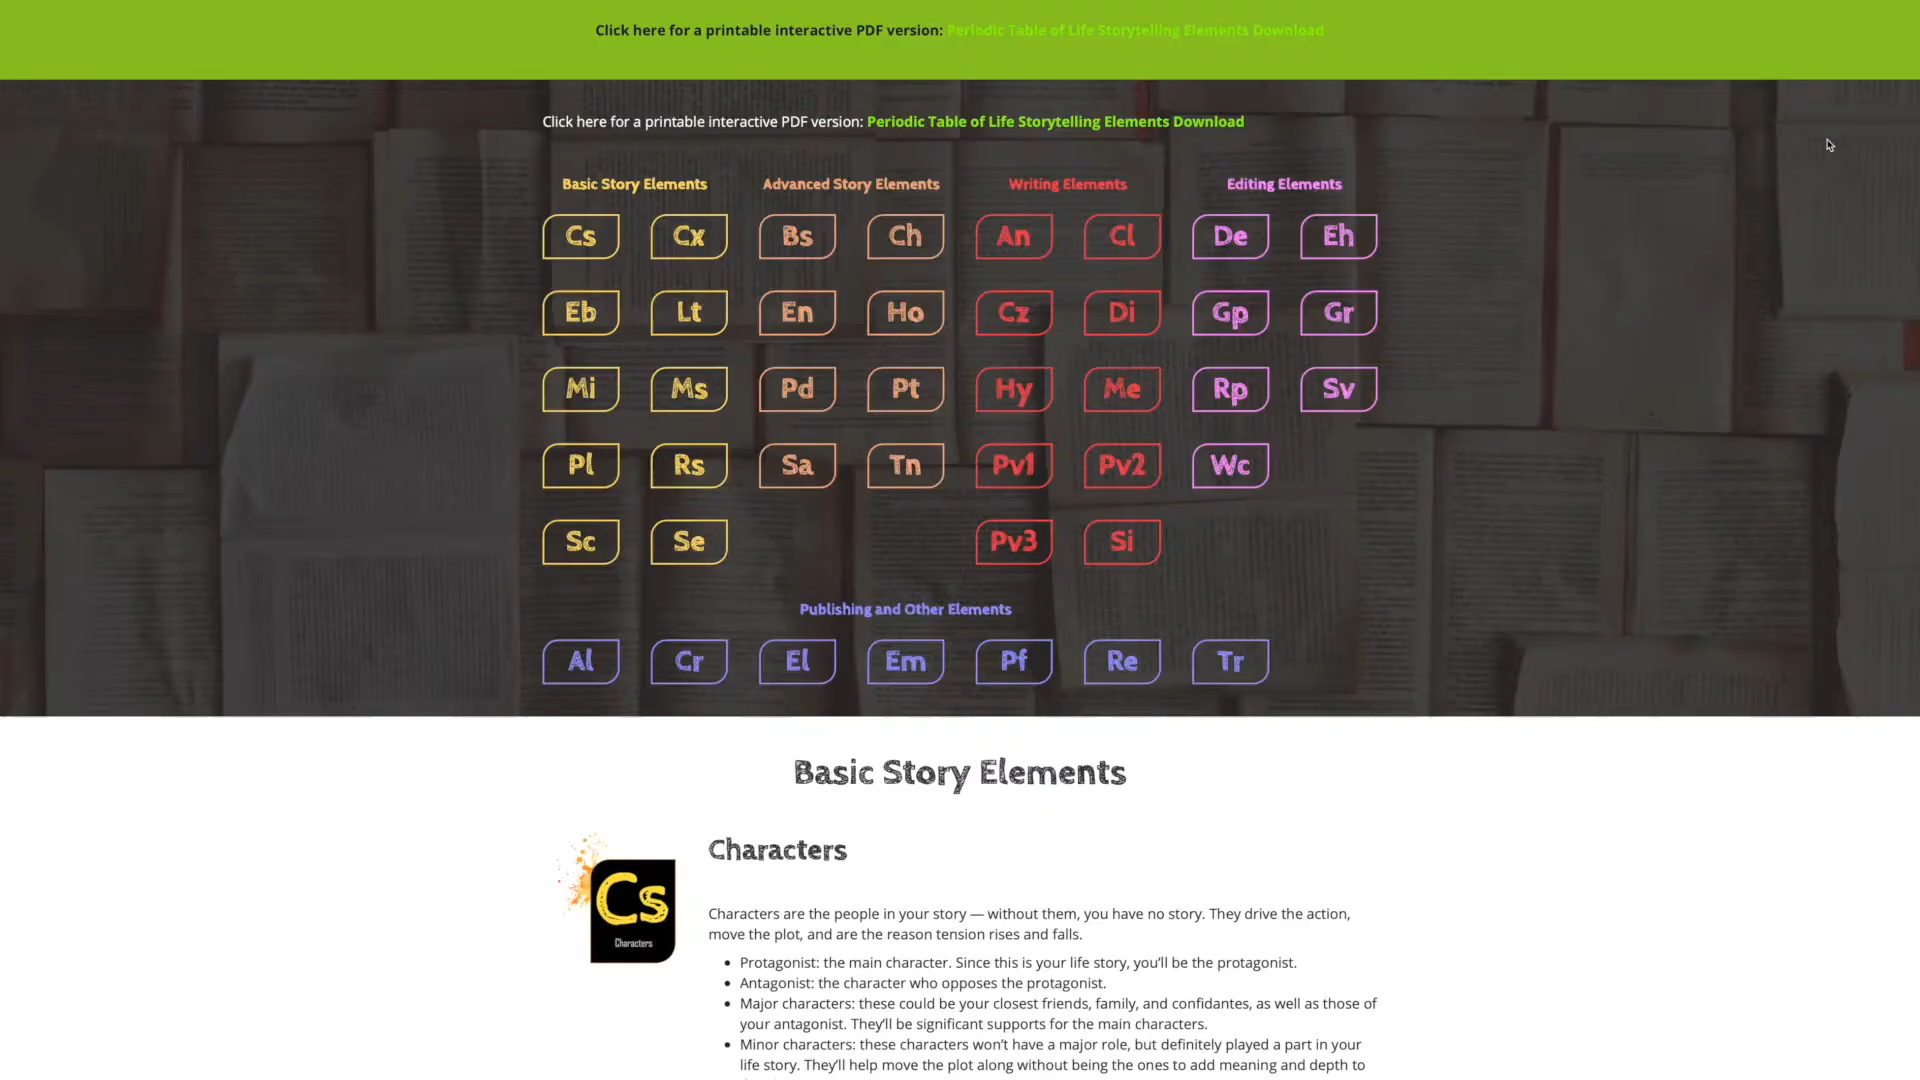 Click here for a printable interactive PDF version: Periodic Table of Life Storytelling Elements Download
Click here for a printable interactive PDF version: Periodic Table of Life Storytelling Elements Download
Basic Story Elements Advanced Story Elements Writing Elements Editing Elements
Cs Cx Bs Ch An Cl De Eh
Eb Lt En Ho Cz Di Gp Gr
Mi Ms Pd Pt Hy Me Rp Sv
Pl Rs Sa Tn Pv1 Pv2 Wc
Sc Se Pv3 Si
Publishing and Other Elements
Al Cr El Em Pf Re Tr
Basic Story Elements
Cs
Characters
Characters
Characters are the people in your story — without them, you have no story. They drive the action,
move the plot, and are the reason tension rises and falls.
• Protagonist: the main character. Since this is your life story, you’ll be the protagonist.
• Antagonist: the character who opposes the protagonist.
• Major characters: these could be your closest friends, family, and confidantes, as well as those of
your antagonist. They’ll be significant supports for the main characters.
• Minor characters: these characters won’t have a major role, but definitely played a part in your
life story. They’ll help move the plot along without being the ones to add meaning and depth to